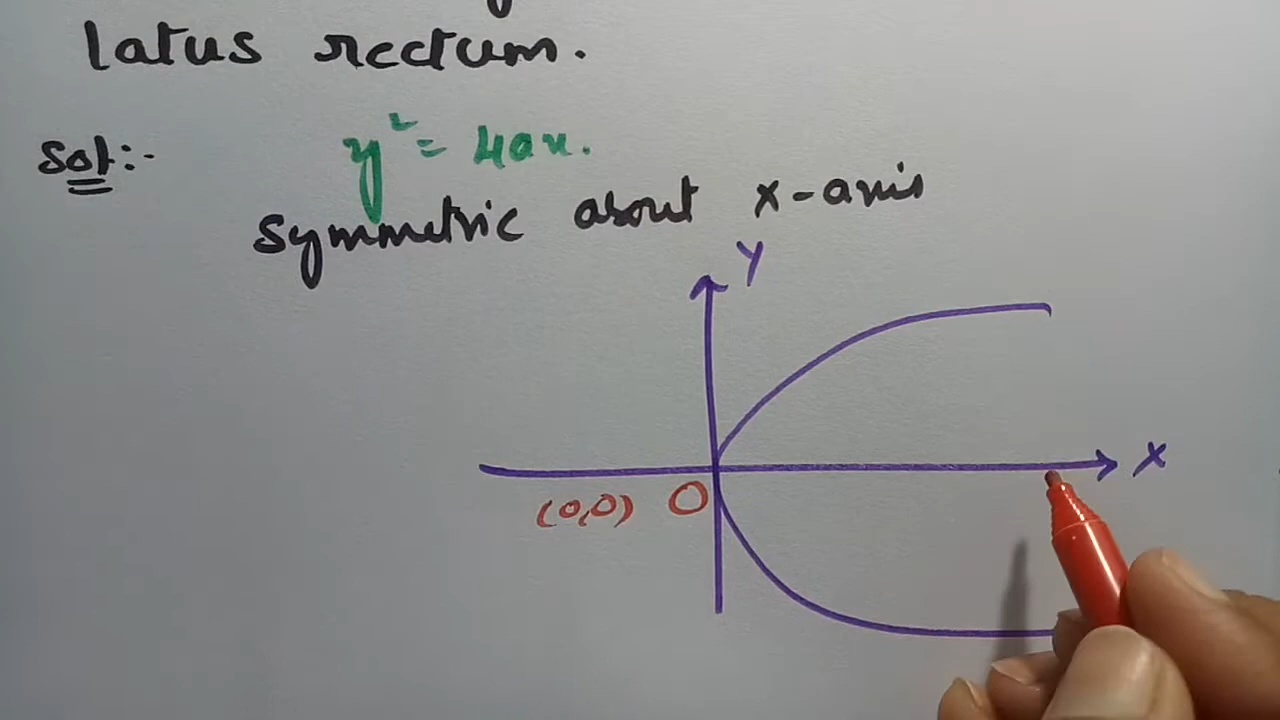 latus rectum.
Sol:-
y² = 4ax.
symmetric about x-axis
Y
X
(0,0) O